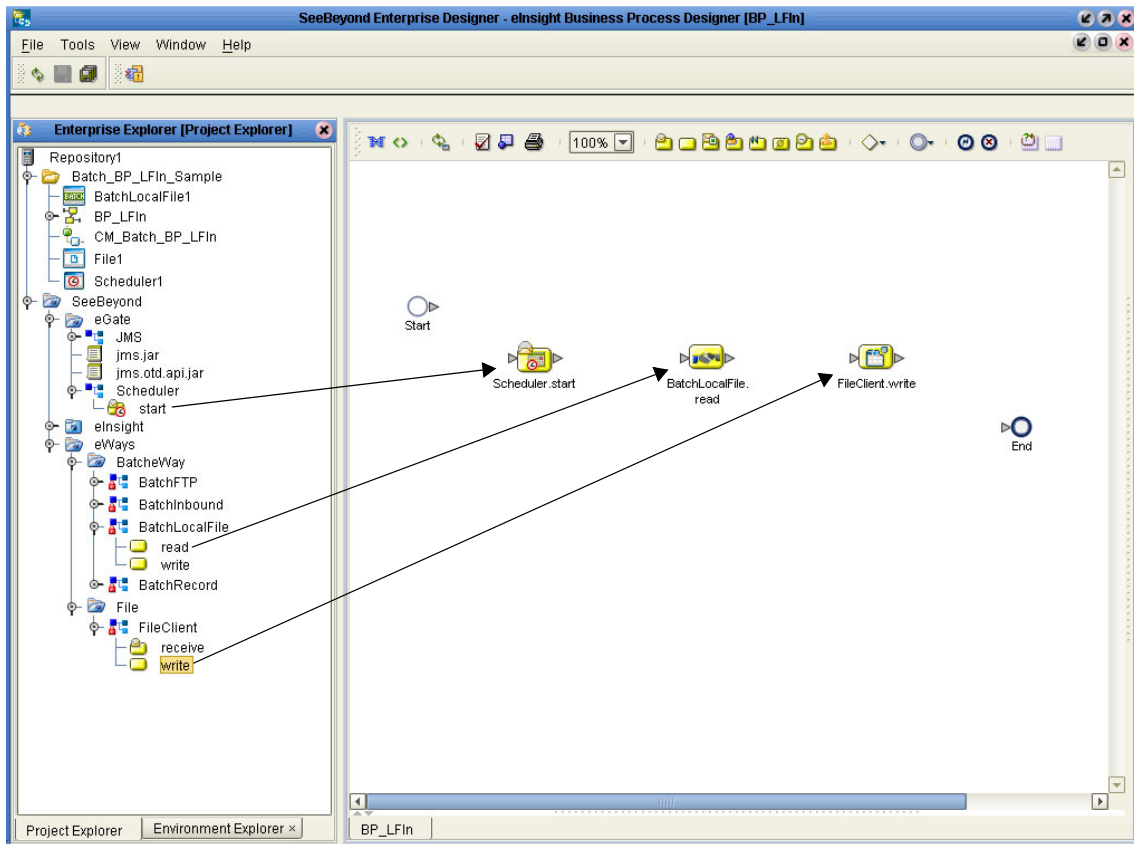 SeeBeyond Enterprise Designer - eInsight Business Process Designer [BP_LFIn]
File Tools View Window Help
Enterprise Explorer [Project Explorer]
100%
Repository1
Batch_BP_LFIn_Sample
BATCH BatchLocalFile1
BP_LFIn
CM_Batch_BP_LFIn
File1
Scheduler1
SeeBeyond
eGate
JMS
jms.jar
jms.otd.api.jar
Scheduler
start
eInsight
eWays
BatcheWay
BatchFTP
BatchInbound
BatchLocalFile
read
write
BatchRecord
File
FileClient
receive
write
Start
Scheduler.start
BatchLocalFile.
read
FileClient.write
End
Project Explorer Environment Explorer ×
BP_LFIn